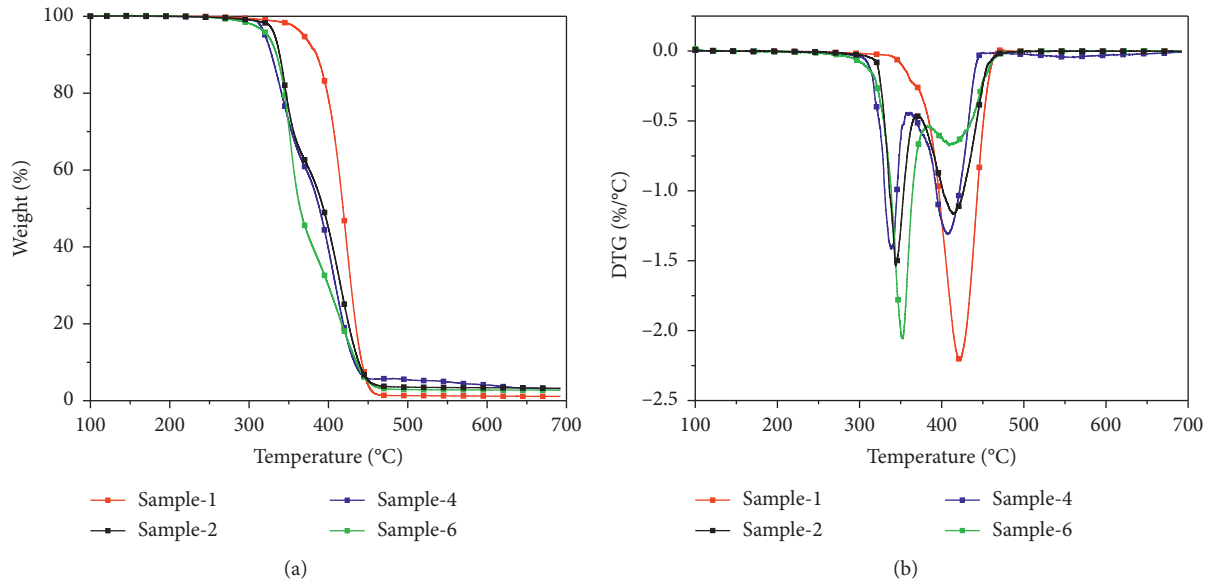 100
80
60
40
20
0
Weight (%)
100 200 300 400 500 600 700
Temperature (°C)
Sample-1
Sample-2
Sample-4
Sample-6
(a)
0.0
–0.5
–1.0
–1.5
–2.0
–2.5
DTG (%/°C)
100 200 300 400 500 600 700
Temperature (°C)
Sample-1
Sample-2
Sample-4
Sample-6
(b)